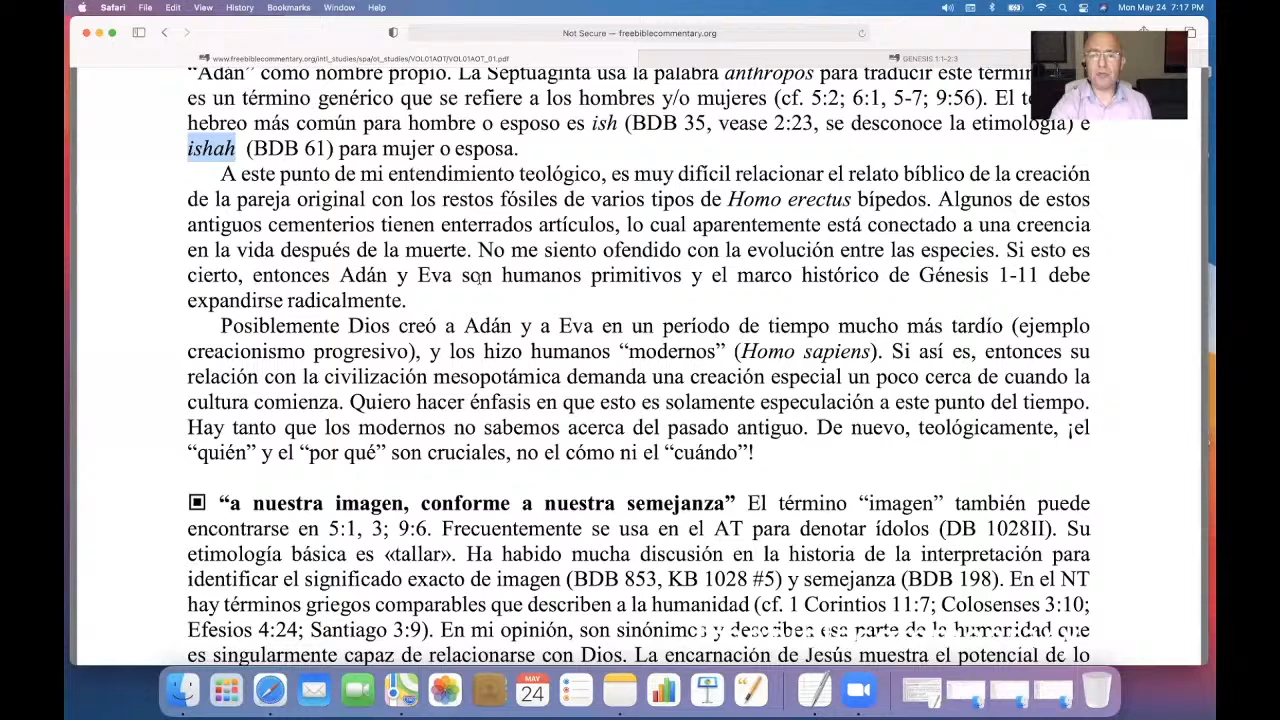 Safari File Edit View History Bookmarks Window Help Mon May 24 7:17 PM
Not Secure — freebiblecommentary.org
www.freebiblecommentary.org/intl_studies/spa/ot_studies/VOL01AOT/VOL01AOT_01.pdf
GENESIS 1:1-2:3
“Adán” como nombre propio. La Septuaginta usa la palabra anthropos para traducir este
es un término genérico que se refiere a los hombres y/o mujeres (cf. 5:2; 6:1, 5-7; 9:56). El
hebreo más común para hombre o esposo es ish (BDB 35, vease 2:23, se desconoce la etimología) e
ishah (BDB 61) para mujer o esposa.
A este punto de mi entendimiento teológico, es muy difícil relacionar el relato bíblico de la creación
de la pareja original con los restos fósiles de varios tipos de Homo erectus bípedos. Algunos de estos
antiguos cementerios tienen enterrados artículos, lo cual aparentemente está conectado a una creencia
en la vida después de la muerte. No me siento ofendido con la evolución entre las especies. Si esto es
cierto, entonces Adán y Eva son humanos primitivos y el marco histórico de Génesis 1-11 debe
expandirse radicalmente.
Posiblemente Dios creó a Adán y a Eva en un período de tiempo mucho más tardío (ejemplo
creacionismo progresivo), y los hizo humanos “modernos” (Homo sapiens). Si así es, entonces su
relación con la civilización mesopotámica demanda una creación especial un poco cerca de cuando la
cultura comienza. Quiero hacer énfasis en que esto es solamente especulación a este punto del tiempo.
Hay tanto que los modernos no sabemos acerca del pasado antiguo. De nuevo, teológicamente, ¡el
“quién” y el “por qué” son cruciales, no el cómo ni el “cuándo”!
“a nuestra imagen, conforme a nuestra semejanza” El término “imagen” también puede
encontrarse en 5:1, 3; 9:6. Frecuentemente se usa en el AT para denotar ídolos (DB 1028II). Su
etimología básica es «tallar». Ha habido mucha discusión en la historia de la interpretación para
identificar el significado exacto de imagen (BDB 853, KB 1028 #5) y semejanza (BDB 198). En el NT
hay términos griegos comparables que describen a la humanidad (cf. 1 Corintios 11:7; Colosenses 3:10;
Efesios 4:24; Santiago 3:9). En mi opinión, son sinónimos y describen esa parte de la humanidad que
es singularmente capaz de relacionarse con Dios. La encarnación de Jesús muestra el potencial de lo
MAY
24